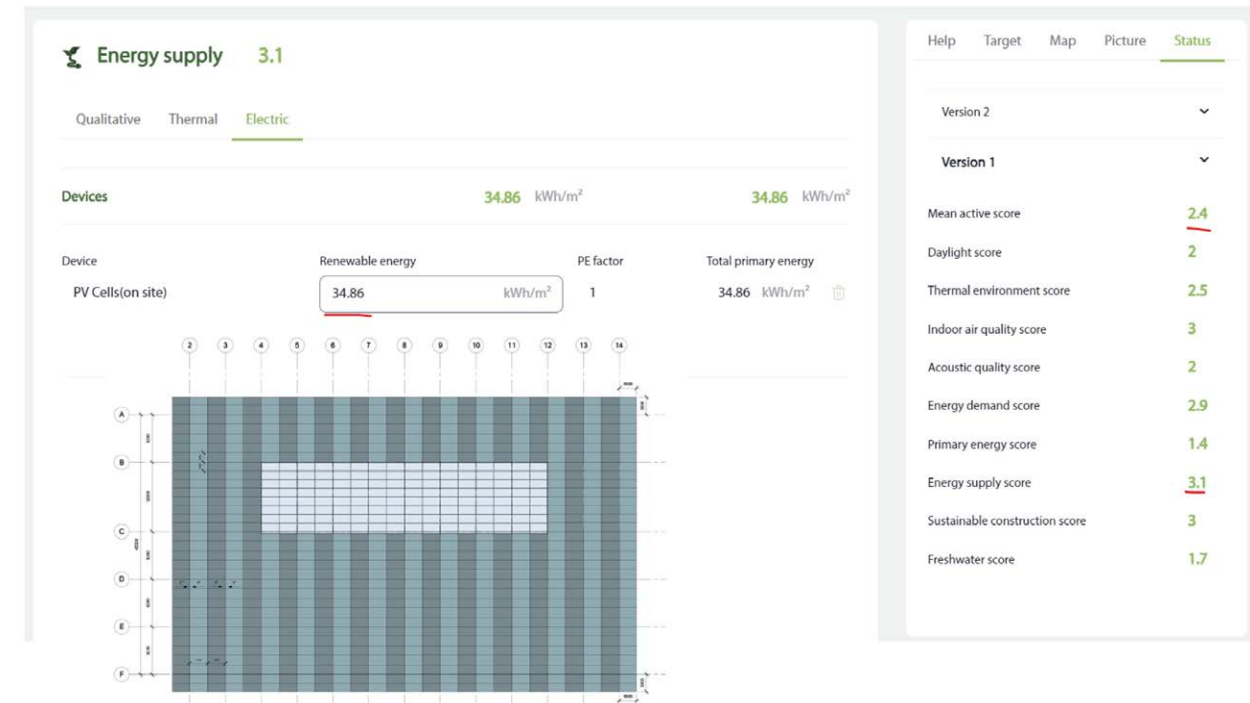 Energy supply 3.1
Qualitative Thermal Electric
Devices 34.86 kWh/m² 34.86 kWh/m²
Device Renewable energy PE factor Total primary energy
PV Cells(on site) 34.86 kWh/m² 1 34.86 kWh/m²
2 3 4 5 6 7 8 9 10 11 12 13 14
A
B
C
D
E
F
Help Target Map Picture Status
Version 2
Version 1
Mean active score 2.4
Daylight score 2
Thermal environment score 2.5
Indoor air quality score 3
Acoustic quality score 2
Energy demand score 2.9
Primary energy score 1.4
Energy supply score 3.1
Sustainable construction score 3
Freshwater score 1.7